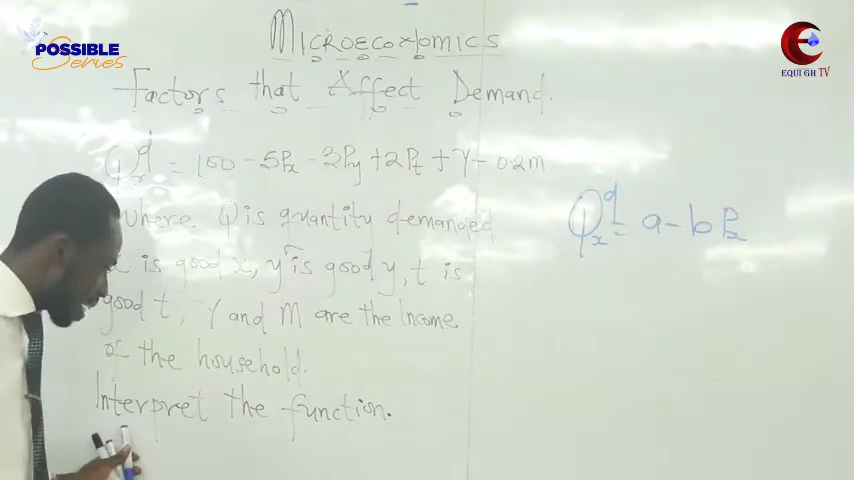 POSSIBLE
Series
EQUI GH TV
MICROECONOMICS
Factors that Affect Demand.
Qxᵈ = 100 - 5Px - 3Py + 2Pt + Y - 0.2m
where Q is quantity demanded
Qxᵈ = a - bPx
x is good x, y is good y, t is
good t, Y and M are the Income
of the household.
Interpret the function.